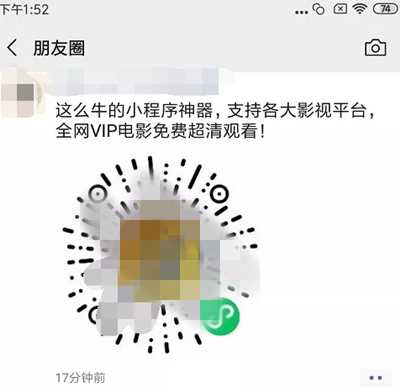 下午1:52
74
朋友圈
这么牛的小程序神器，支持各大影视平台，
全网VIP电影免费超清观看！
17分钟前